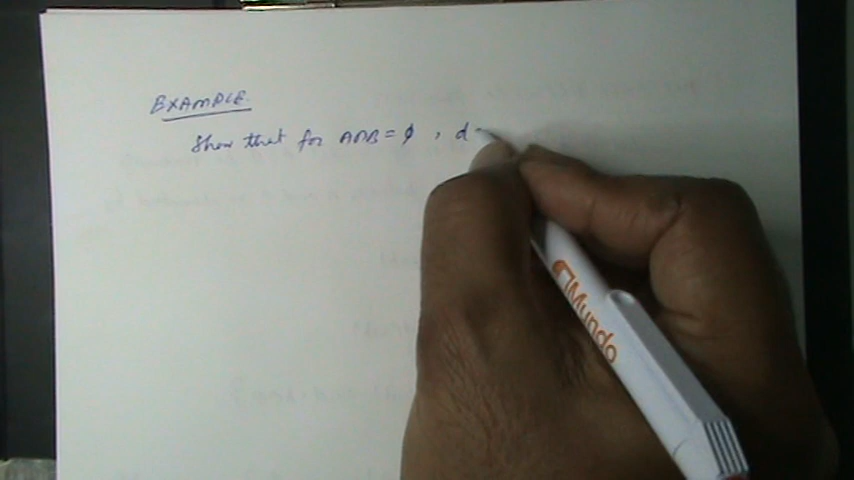 EXAMPLE
Show that for A∩B = ϕ , d
Mundo